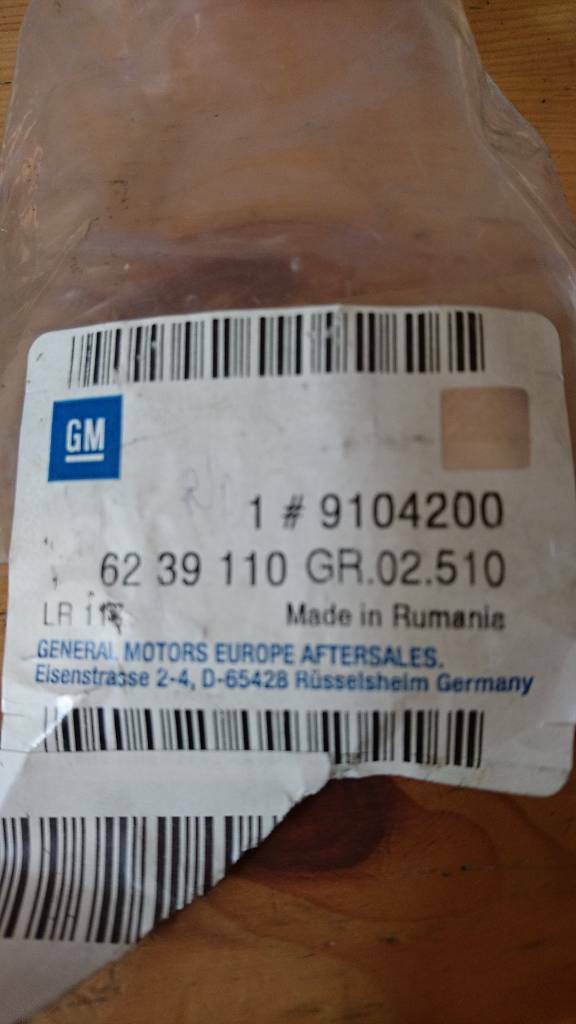 GM
1 # 9104200
62 39 110 GR.02.510
LR
Made in Rumania
GENERAL MOTORS EUROPE AFTERSALES.
Eisenstrasse 2-4, D-65428 Rüsselsheim Germany